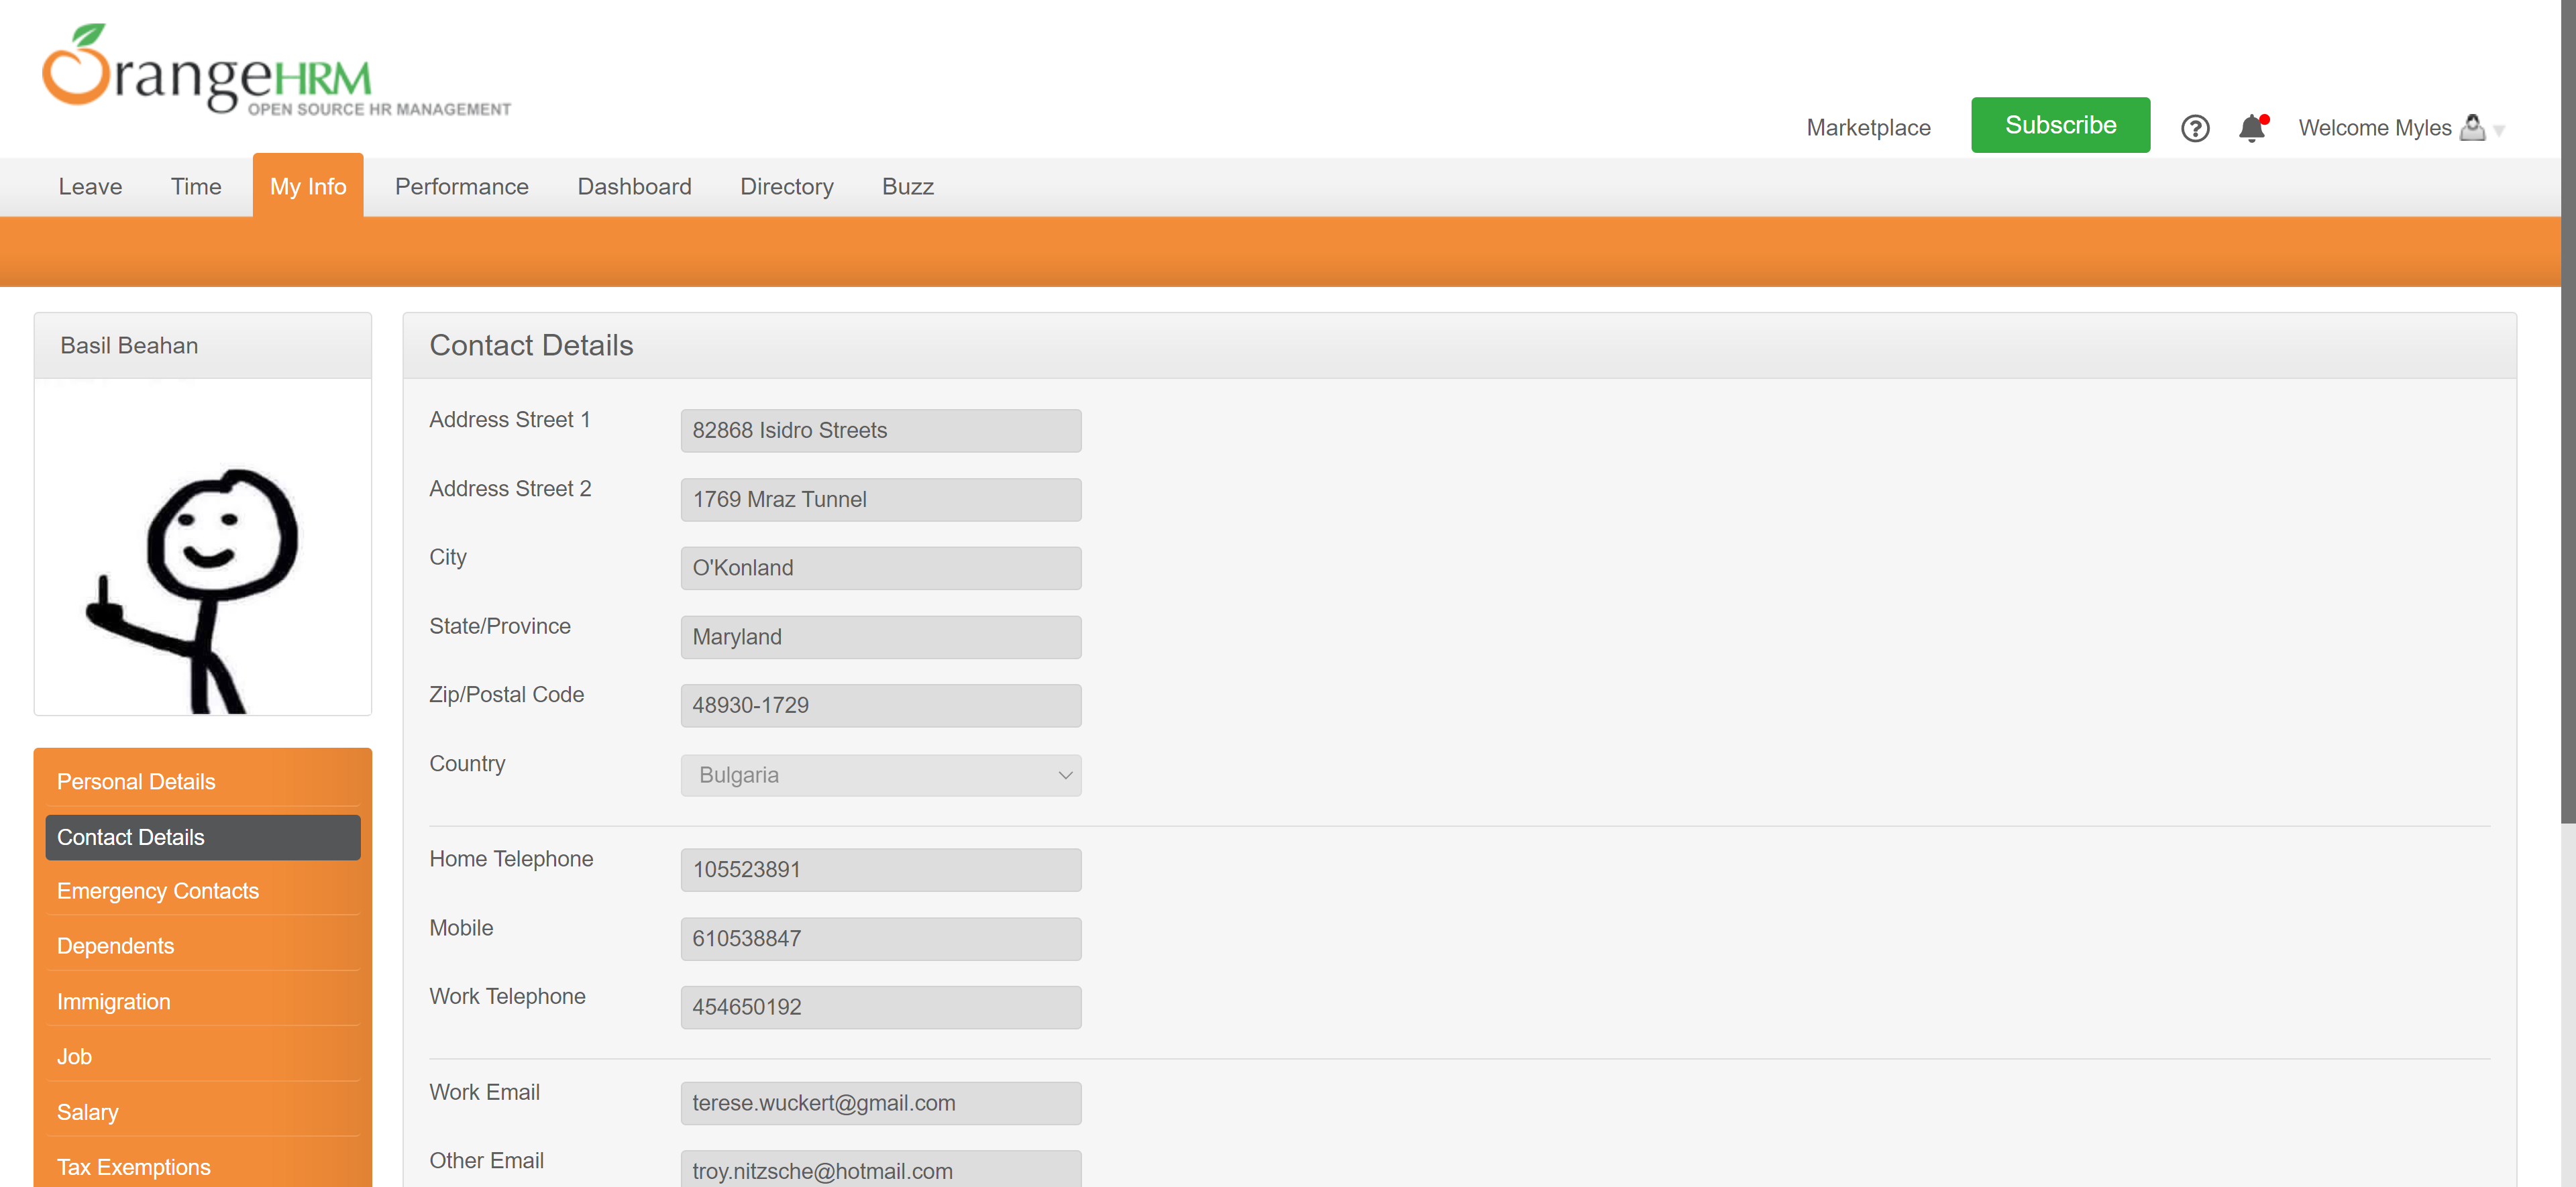 OrangeHRM
OPEN SOURCE HR MANAGEMENT
Marketplace
Subscribe
?
Welcome Myles
Leave
Time
My Info
Performance
Dashboard
Directory
Buzz
Basil Beahan
Personal Details
Contact Details
Emergency Contacts
Dependents
Immigration
Job
Salary
Tax Exemptions
Contact Details
Address Street 1
82868 Isidro Streets
Address Street 2
1769 Mraz Tunnel
City
O'Konland
State/Province
Maryland
Zip/Postal Code
48930-1729
Country
Bulgaria
Home Telephone
105523891
Mobile
610538847
Work Telephone
454650192
Work Email
terese.wuckert@gmail.com
Other Email
troy.nitzsche@hotmail.com